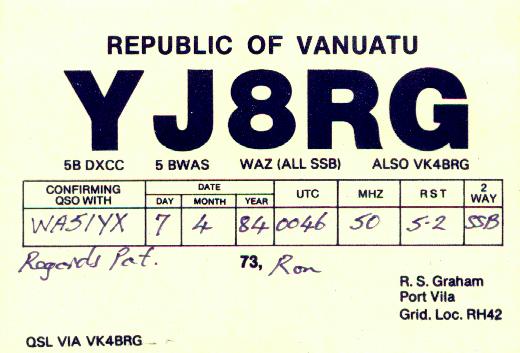 REPUBLIC OF VANUATU
YJ8RG
5B DXCC 5 BWAS WAZ (ALL SSB) ALSO VK4BRG
CONFIRMING QSO WITH DATE DAY MONTH YEAR UTC MHZ RST 2 WAY
WA5IYX 7 4 84 0046 50 5-2 SSB
Regards Pat. 73, Ron
R. S. Graham
Port Vila
Grid. Loc. RH42
QSL VIA VK4BRG